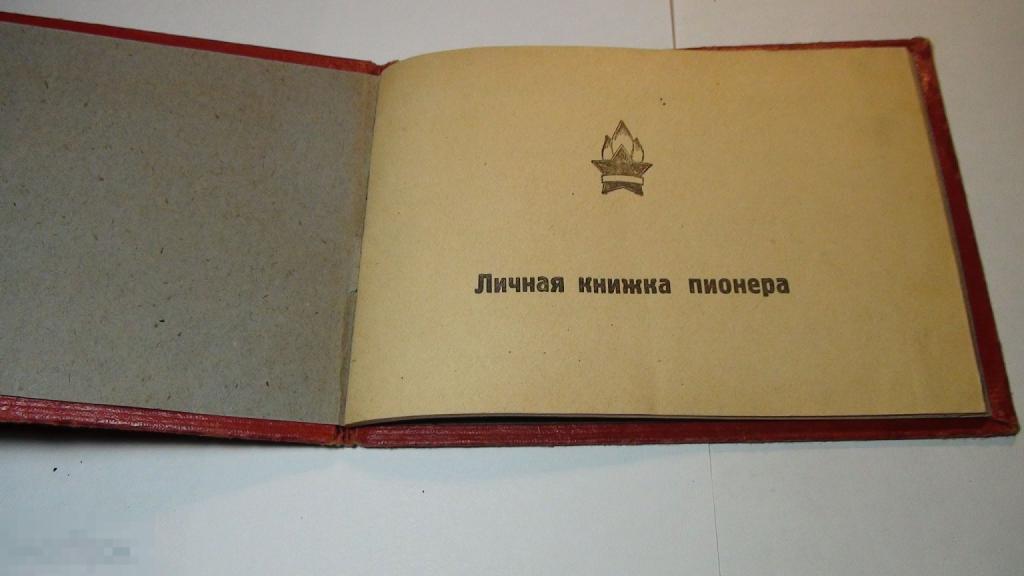 Личная книжка пионера